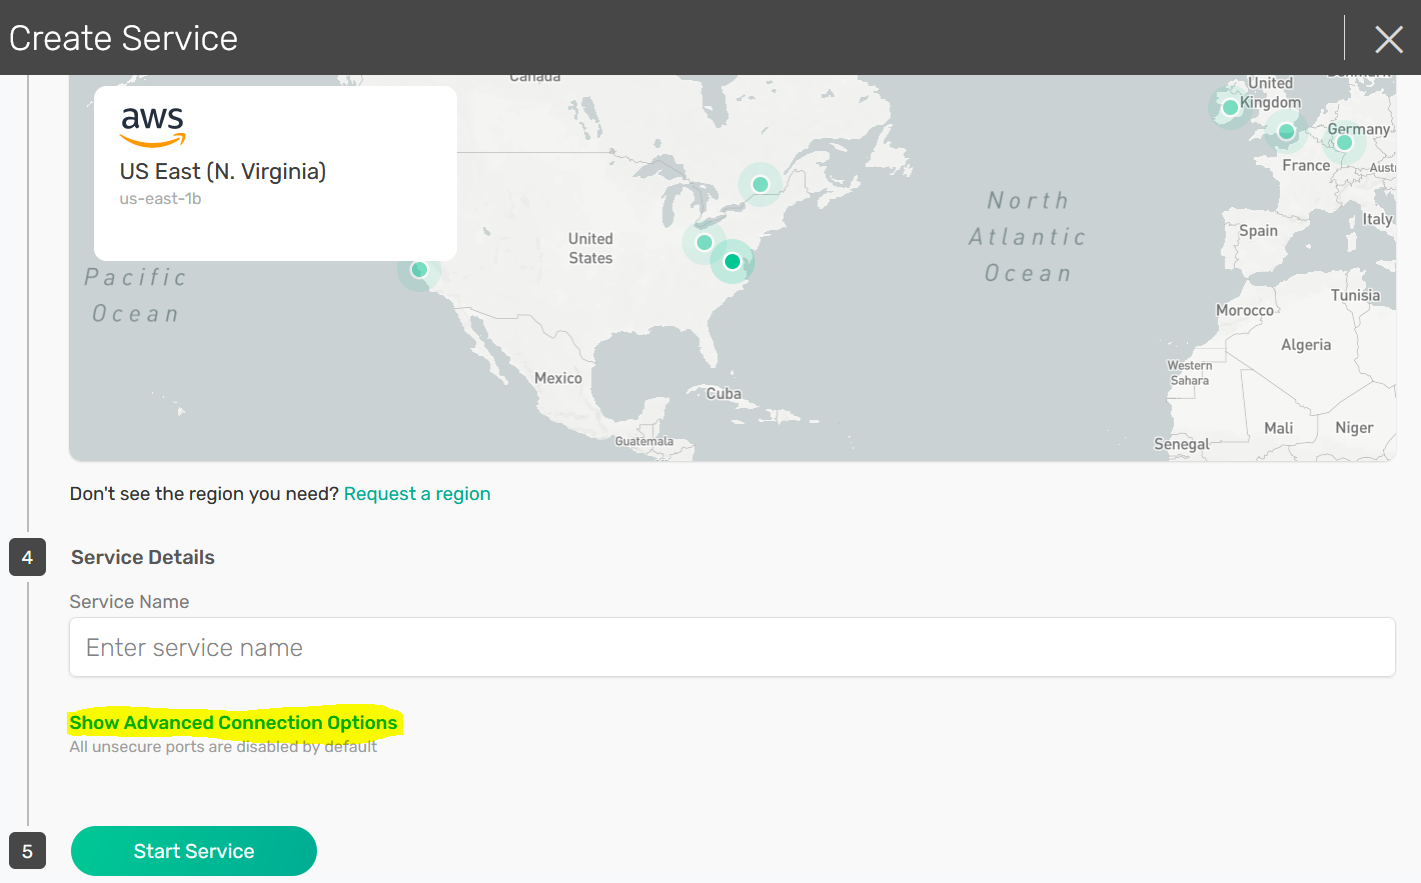 Create Service
Canada
aws
US East (N. Virginia)
us-east-1b
United
Kingdom
Germany
France
Austr
Italy
Spain
North
Atlantic
Ocean
United
States
Pacific
Ocean
Tunisia
Morocco
Algeria
Western
Sahara
Mexico
Cuba
Mali
Niger
Guatemala
Senegal
Don't see the region you need? Request a region
4
Service Details
Service Name
Enter service name
Show Advanced Connection Options
All unsecure ports are disabled by default
5
Start Service